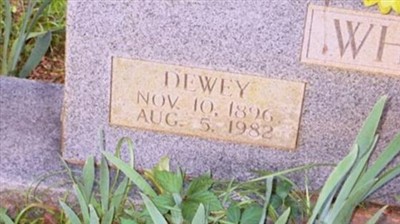 DEWEY
NOV. 10, 1896
AUG. 5, 1982
WH